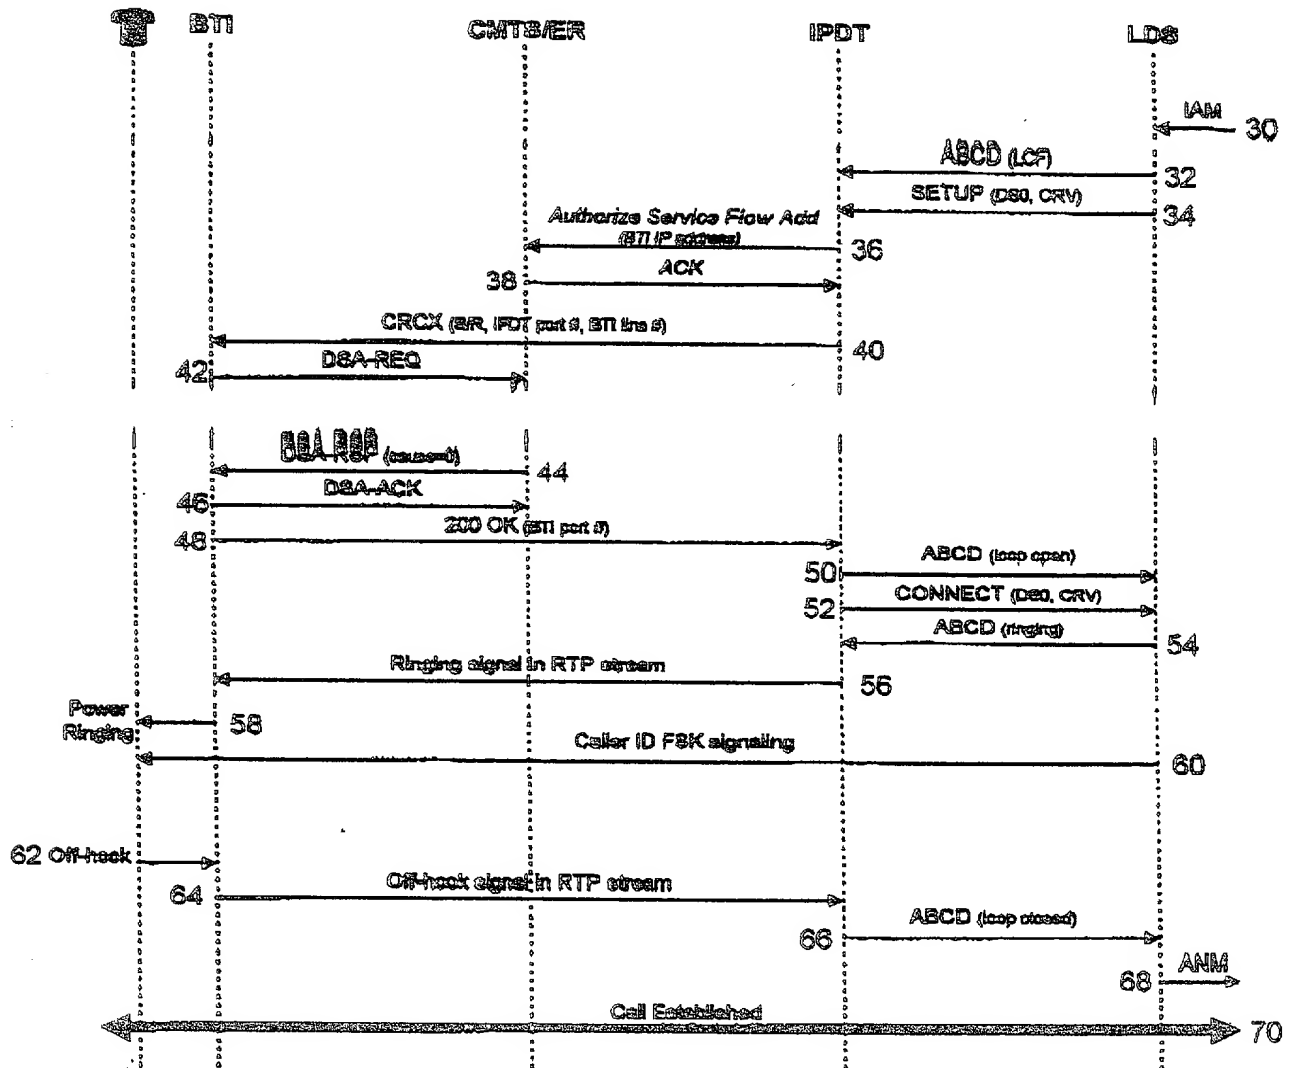 BTI
CMTS/ER
IPDT
LDS
IAM
30
ABCD (LCF)
32
SETUP (DS0, CRV)
34
Authorize Service Flow Add
(BTI IP address)
36
38
ACK
CRCX (E/R, IPDT port #, BTI line #)
40
42
DSA-REQ
DSA-RSP (cause=0)
44
46
DSA-ACK
48
200 OK (BTI port #)
50
ABCD (loop open)
52
CONNECT (DS0, CRV)
ABCD (ringing)
54
Ringing signal in RTP stream
56
Power
Ringing
58
Caller ID FSK signaling
60
62 Off-hook
64
Off-hook signal in RTP stream
66
ABCD (loop closed)
68
ANM
Call Established
70